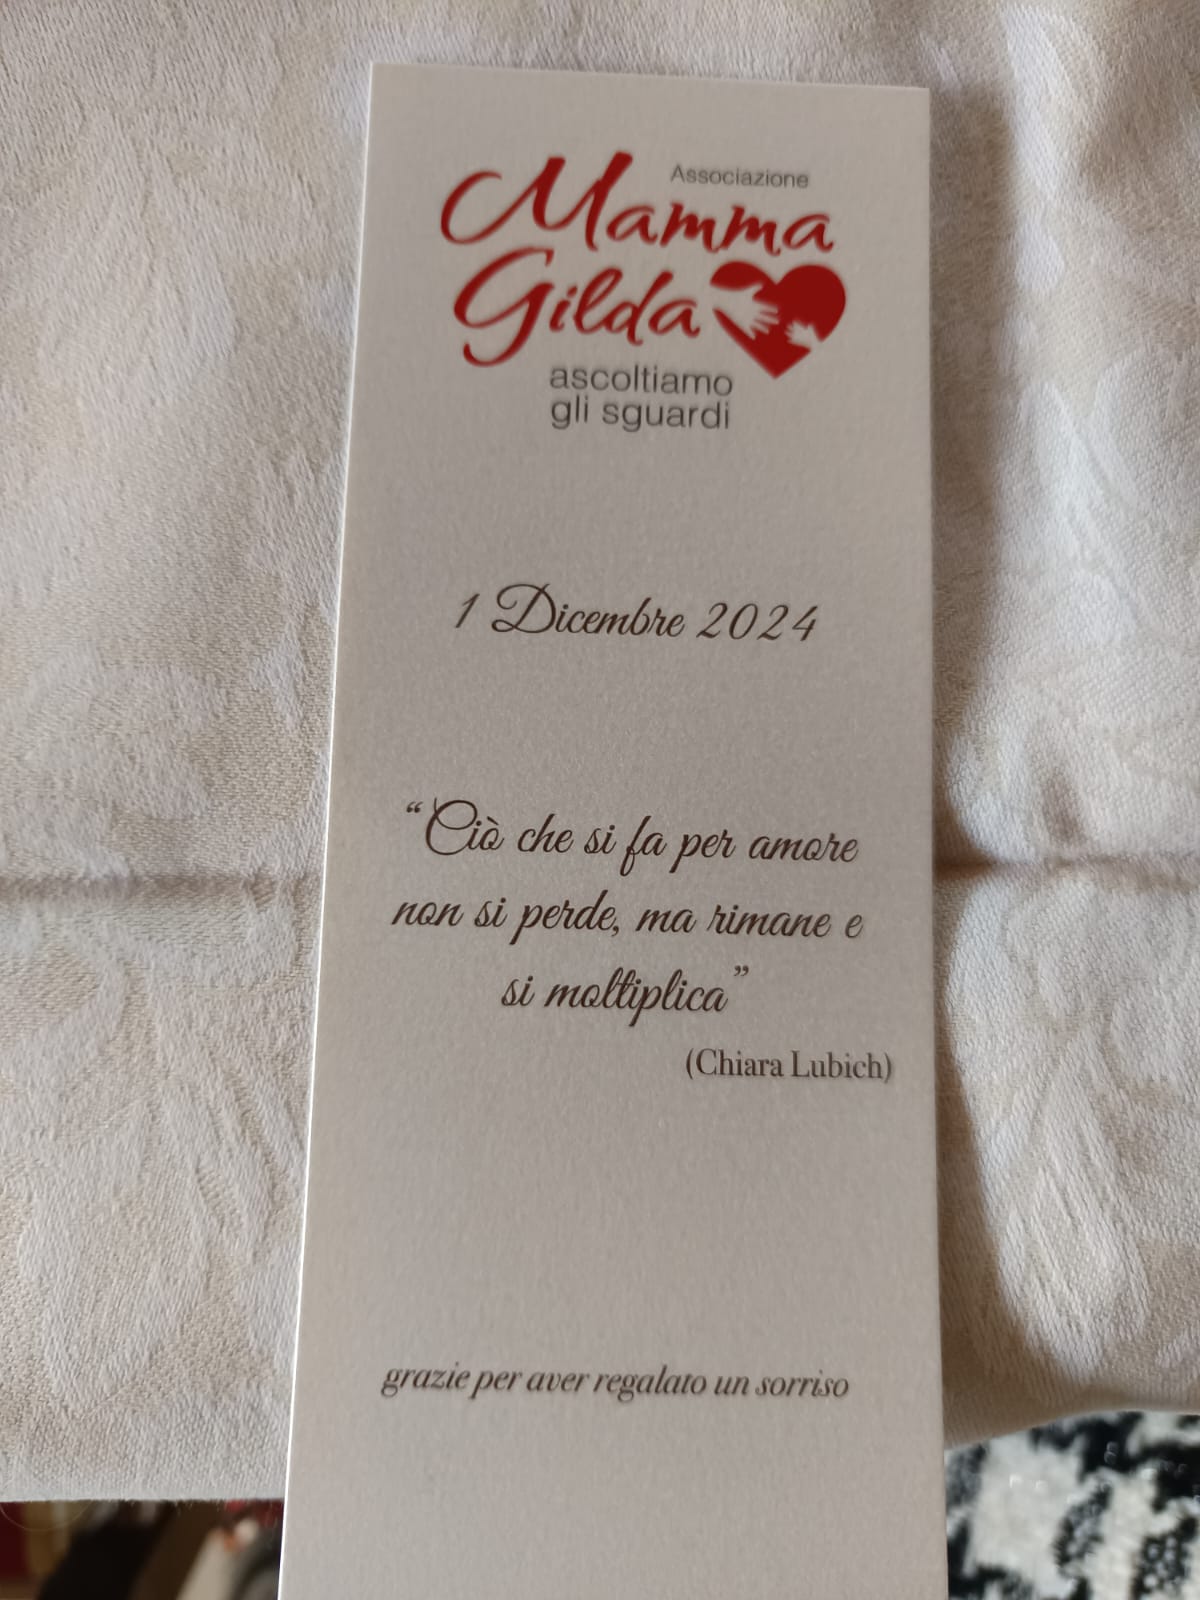 Associazione
Mamma
Gilda
ascoltiamo
gli sguardi
1 Dicembre 2024
“Ciò che si fa per amore
non si perde, ma rimane e
si moltiplica”
(Chiara Lubich)
grazie per aver regalato un sorriso